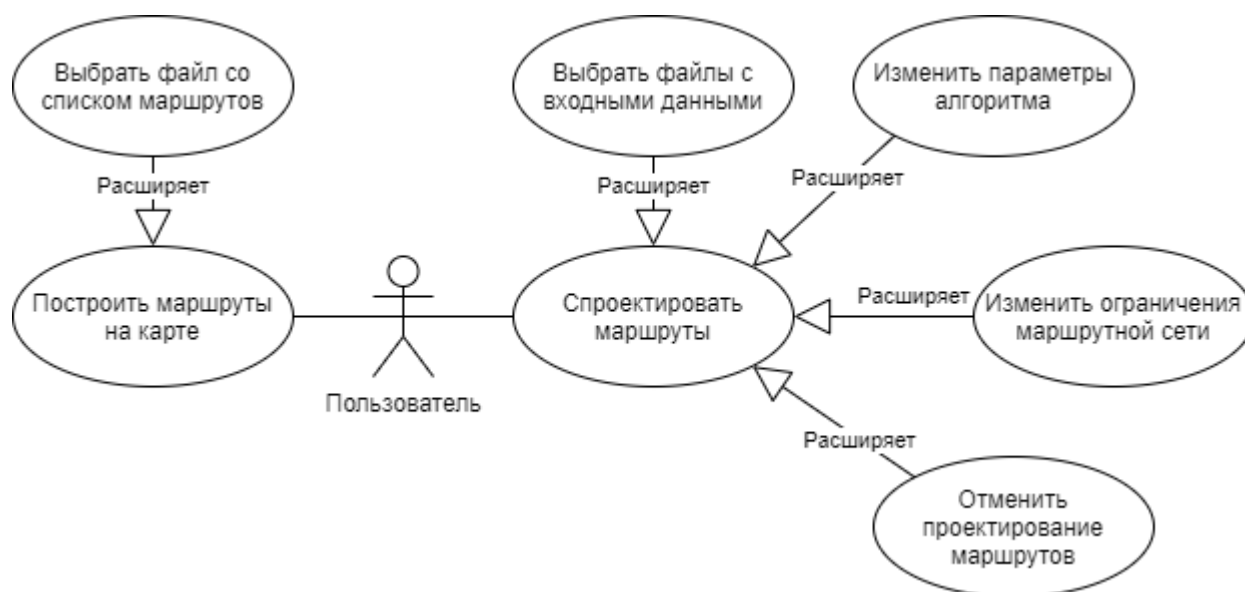 Выбрать файл со
списком маршрутов
Выбрать файлы с
входными данными
Изменить параметры
алгоритма
Расширяет
Расширяет
Расширяет
Построить маршруты
на карте
Пользователь
Спроектировать
маршруты
Расширяет
Изменить ограничения
маршрутной сети
Расширяет
Отменить
проектирование
маршрутов